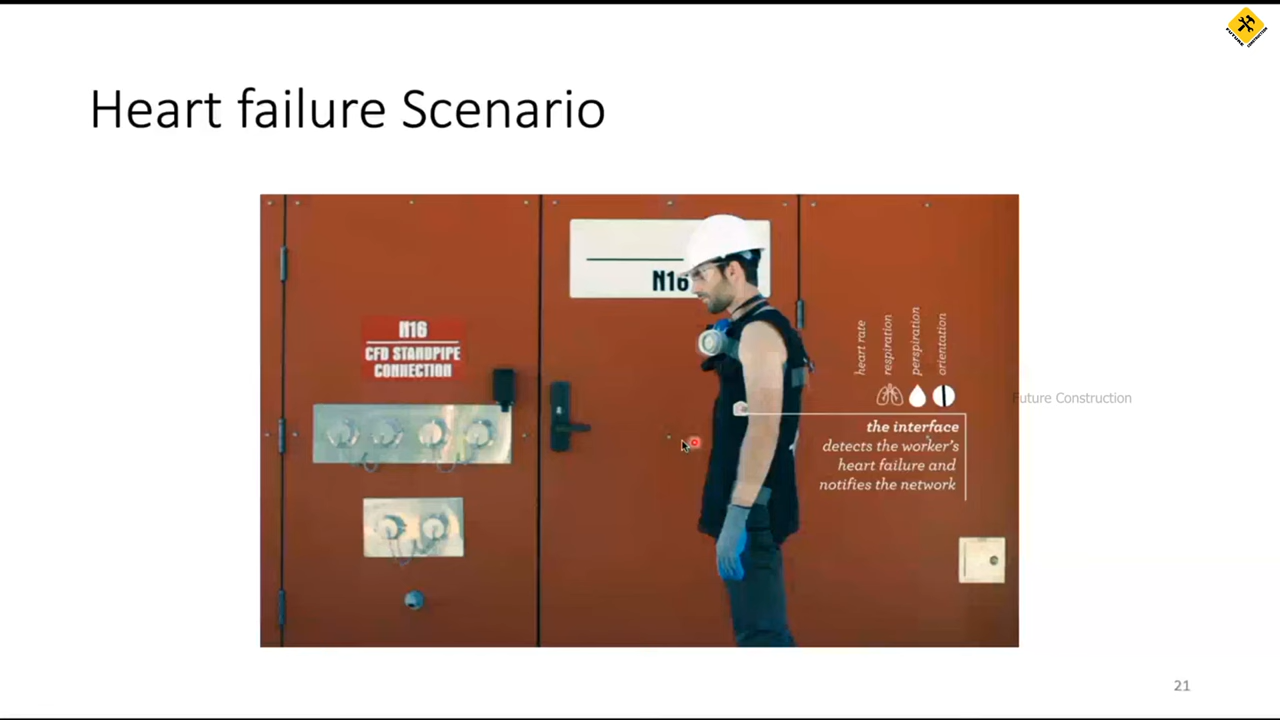 Heart failure Scenario
N16
N16
CFD STANDPIPE
CONNECTION
heart rate
respiration
perspiration
orientation
Future Construction
the interface
detects the worker's
heart failure and
notifies the network
21